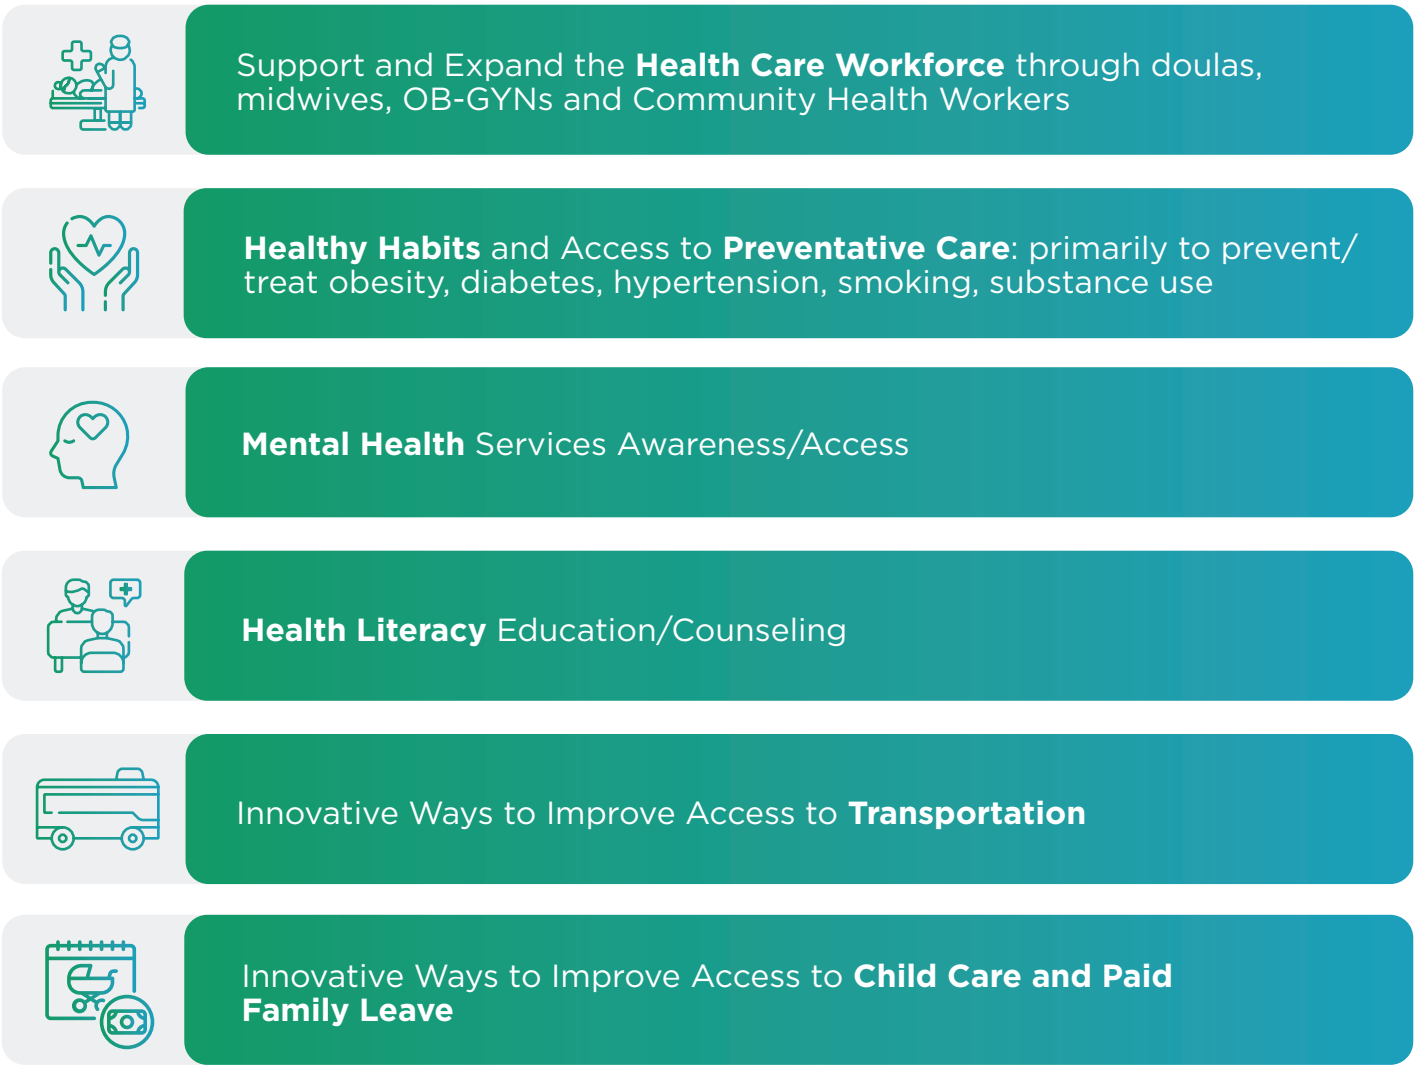 Support and Expand the Health Care Workforce through doulas,
midwives, OB-GYNs and Community Health Workers
Healthy Habits and Access to Preventative Care: primarily to prevent/
treat obesity, diabetes, hypertension, smoking, substance use
Mental Health Services Awareness/Access
Health Literacy Education/Counseling
Innovative Ways to Improve Access to Transportation
Innovative Ways to Improve Access to Child Care and Paid
Family Leave